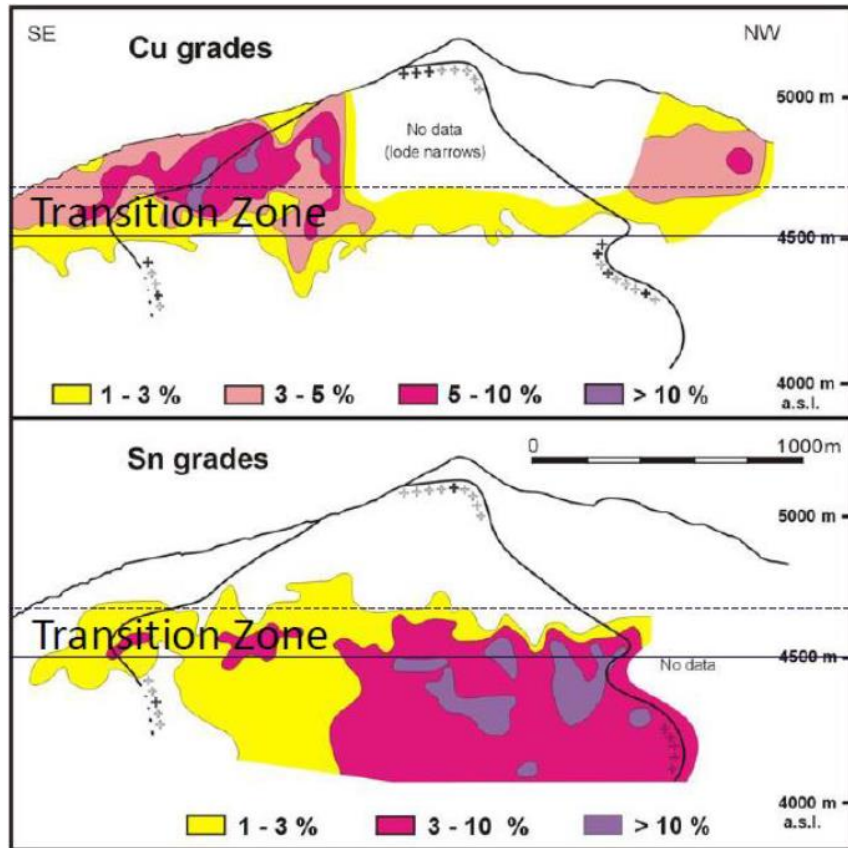 SE
Cu grades
NW
5000 m
No data
(lode narrows)
Transition Zone
4500 m
1 - 3 %
3 - 5 %
5 - 10 %
> 10 %
4000 m
a.s.l.
Sn grades
0
1000m
5000 m
Transition Zone
No data
4500 m
1 - 3 %
3 - 10 %
> 10 %
4000 m
a.s.l.